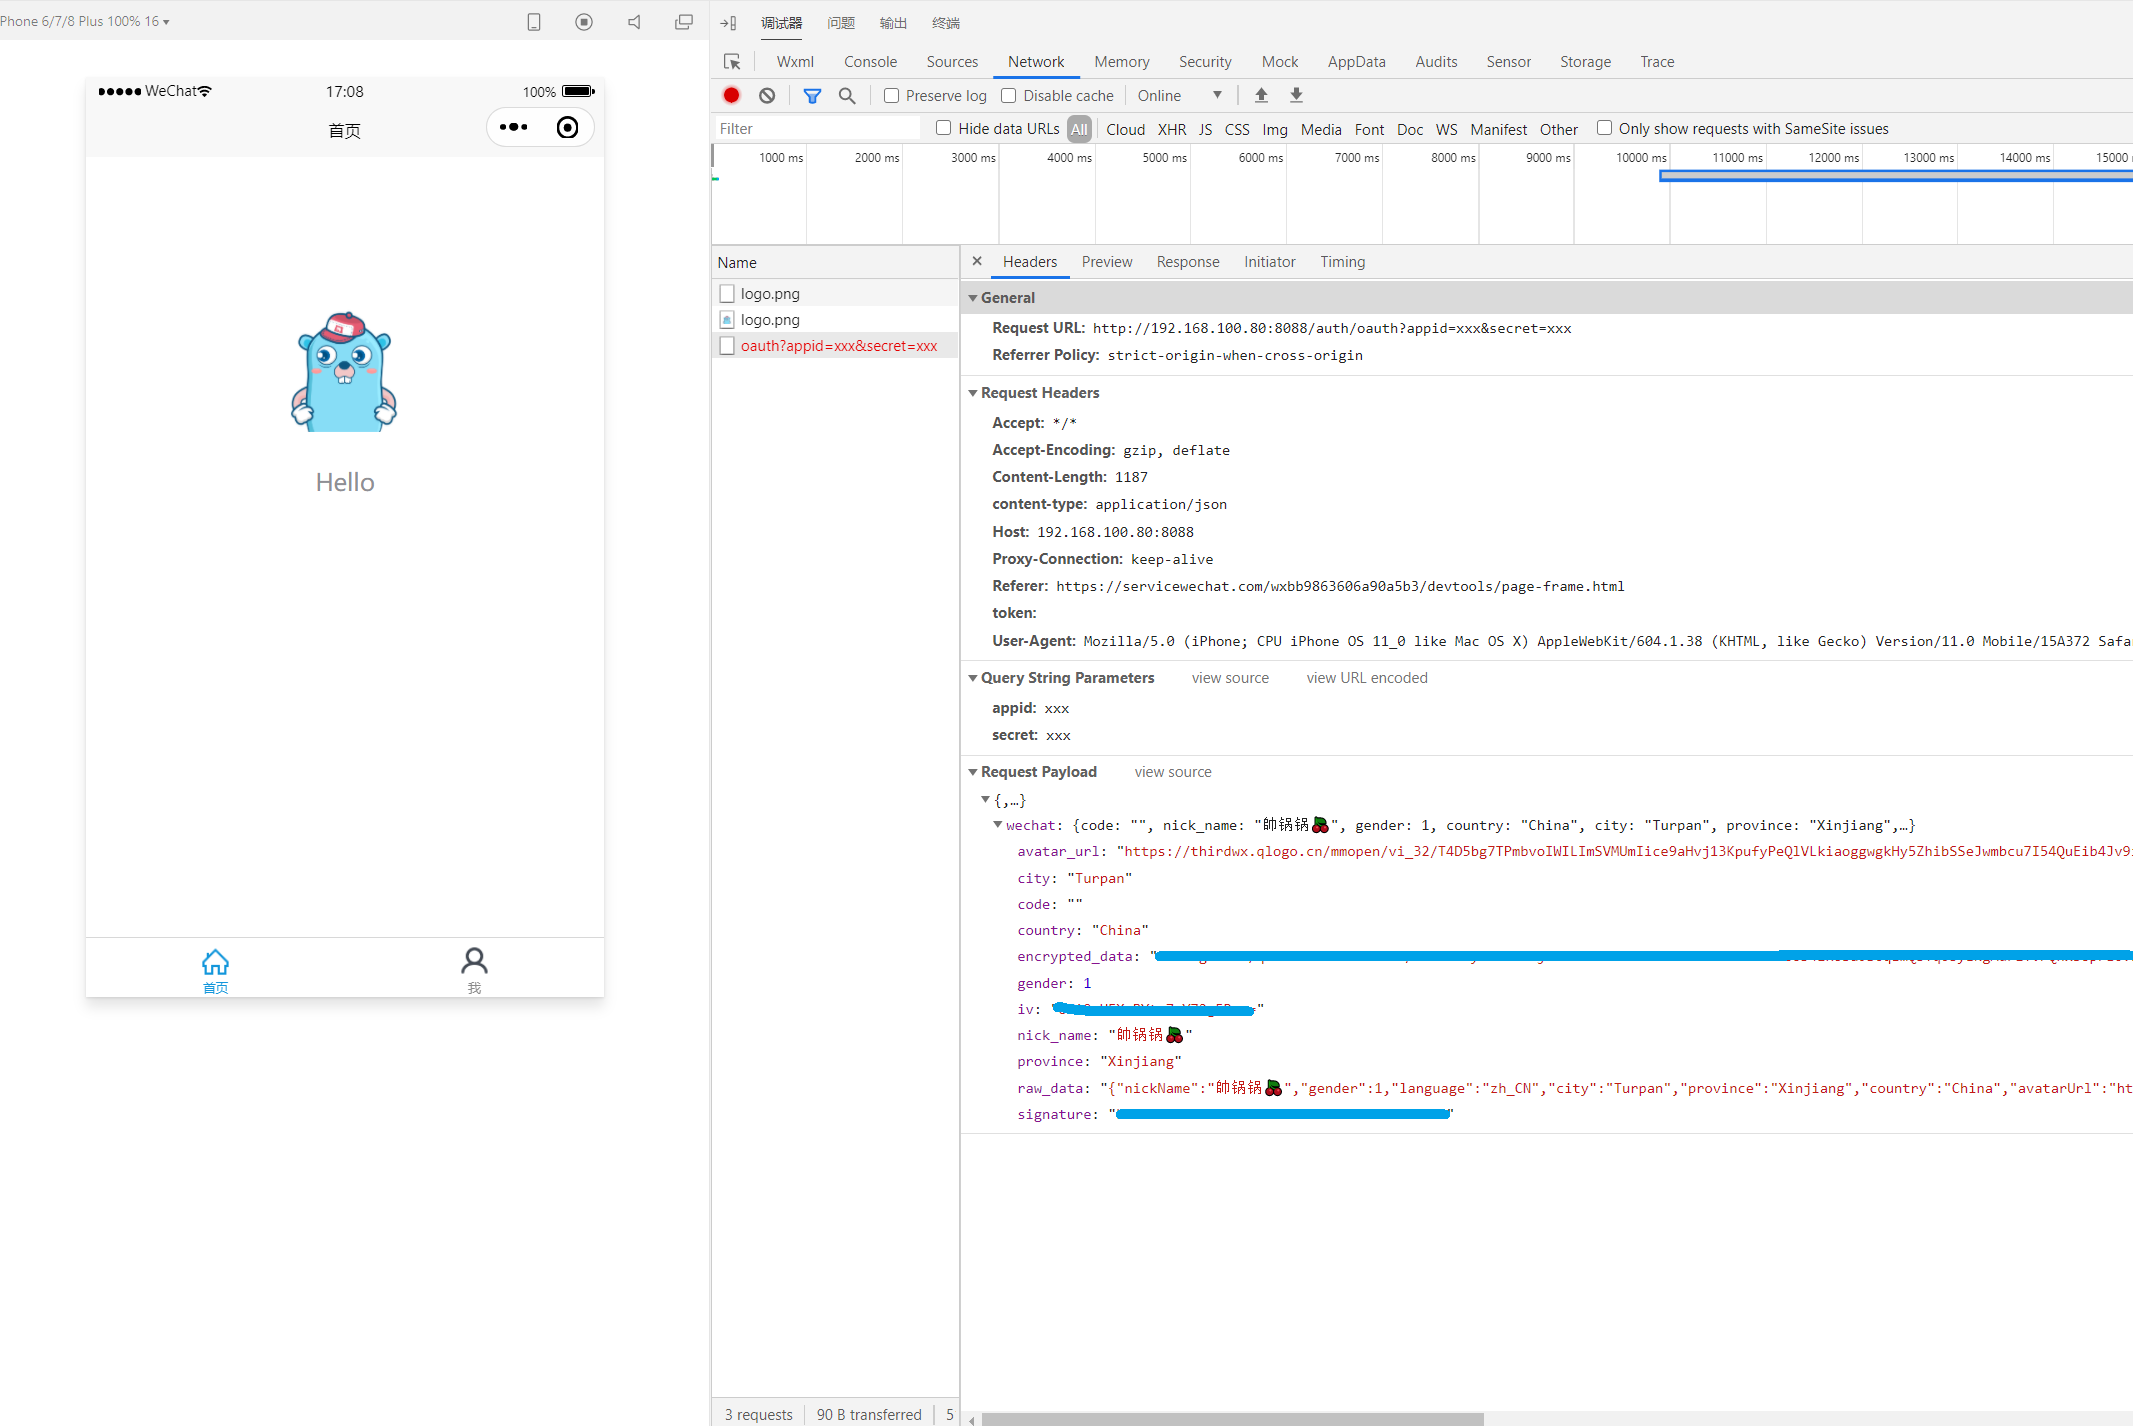 Phone 6/7/8 Plus 100% 16
WeChat 17:08 100%
首页
Hello
首页 我
调试器 问题 输出 终端
Wxml Console Sources Network Memory Security Mock AppData Audits Sensor Storage Trace
Preserve log Disable cache Online
Filter Hide data URLs All Cloud XHR JS CSS Img Media Font Doc WS Manifest Other Only show requests with SameSite issues
1000 ms 2000 ms 3000 ms 4000 ms 5000 ms 6000 ms 7000 ms 8000 ms 9000 ms 10000 ms 11000 ms 12000 ms 13000 ms 14000 ms 15000
Name
logo.png
logo.png
oauth?appid=xxx&secret=xxx
3 requests 90 B transferred 5
× Headers Preview Response Initiator Timing
General
Request URL: http://192.168.100.80:8088/auth/oauth?appid=xxx&secret=xxx
Referrer Policy: strict-origin-when-cross-origin
Request Headers
Accept: */*
Accept-Encoding: gzip, deflate
Content-Length: 1187
content-type: application/json
Host: 192.168.100.80:8088
Proxy-Connection: keep-alive
Referer: https://servicewechat.com/wxbb9863606a90a5b3/devtools/page-frame.html
token:
User-Agent: Mozilla/5.0 (iPhone; CPU iPhone OS 11_0 like Mac OS X) AppleWebKit/604.1.38 (KHTML, like Gecko) Version/11.0 Mobile/15A372 Safa
Query String Parameters view source view URL encoded
appid: xxx
secret: xxx
Request Payload view source
{,…}
wechat: {code: "", nick_name: "帥锅锅🍒", gender: 1, country: "China", city: "Turpan", province: "Xinjiang",…}
avatar_url: "https://thirdwx.qlogo.cn/mmopen/vi_32/T4D5bg7TPmbvoIWILImSVMUmIice9aHvj13KpufyPeQlVLkiaoggwgkHy5ZhibSSeJwmbcu7I54QuEib4Jv9
city: "Turpan"
code: ""
country: "China"
encrypted_data: "
gender: 1
iv: "
nick_name: "帥锅锅🍒"
province: "Xinjiang"
raw_data: "{"nickName":"帥锅锅🍒","gender":1,"language":"zh_CN","city":"Turpan","province":"Xinjiang","country":"China","avatarUrl":"ht
signature: "